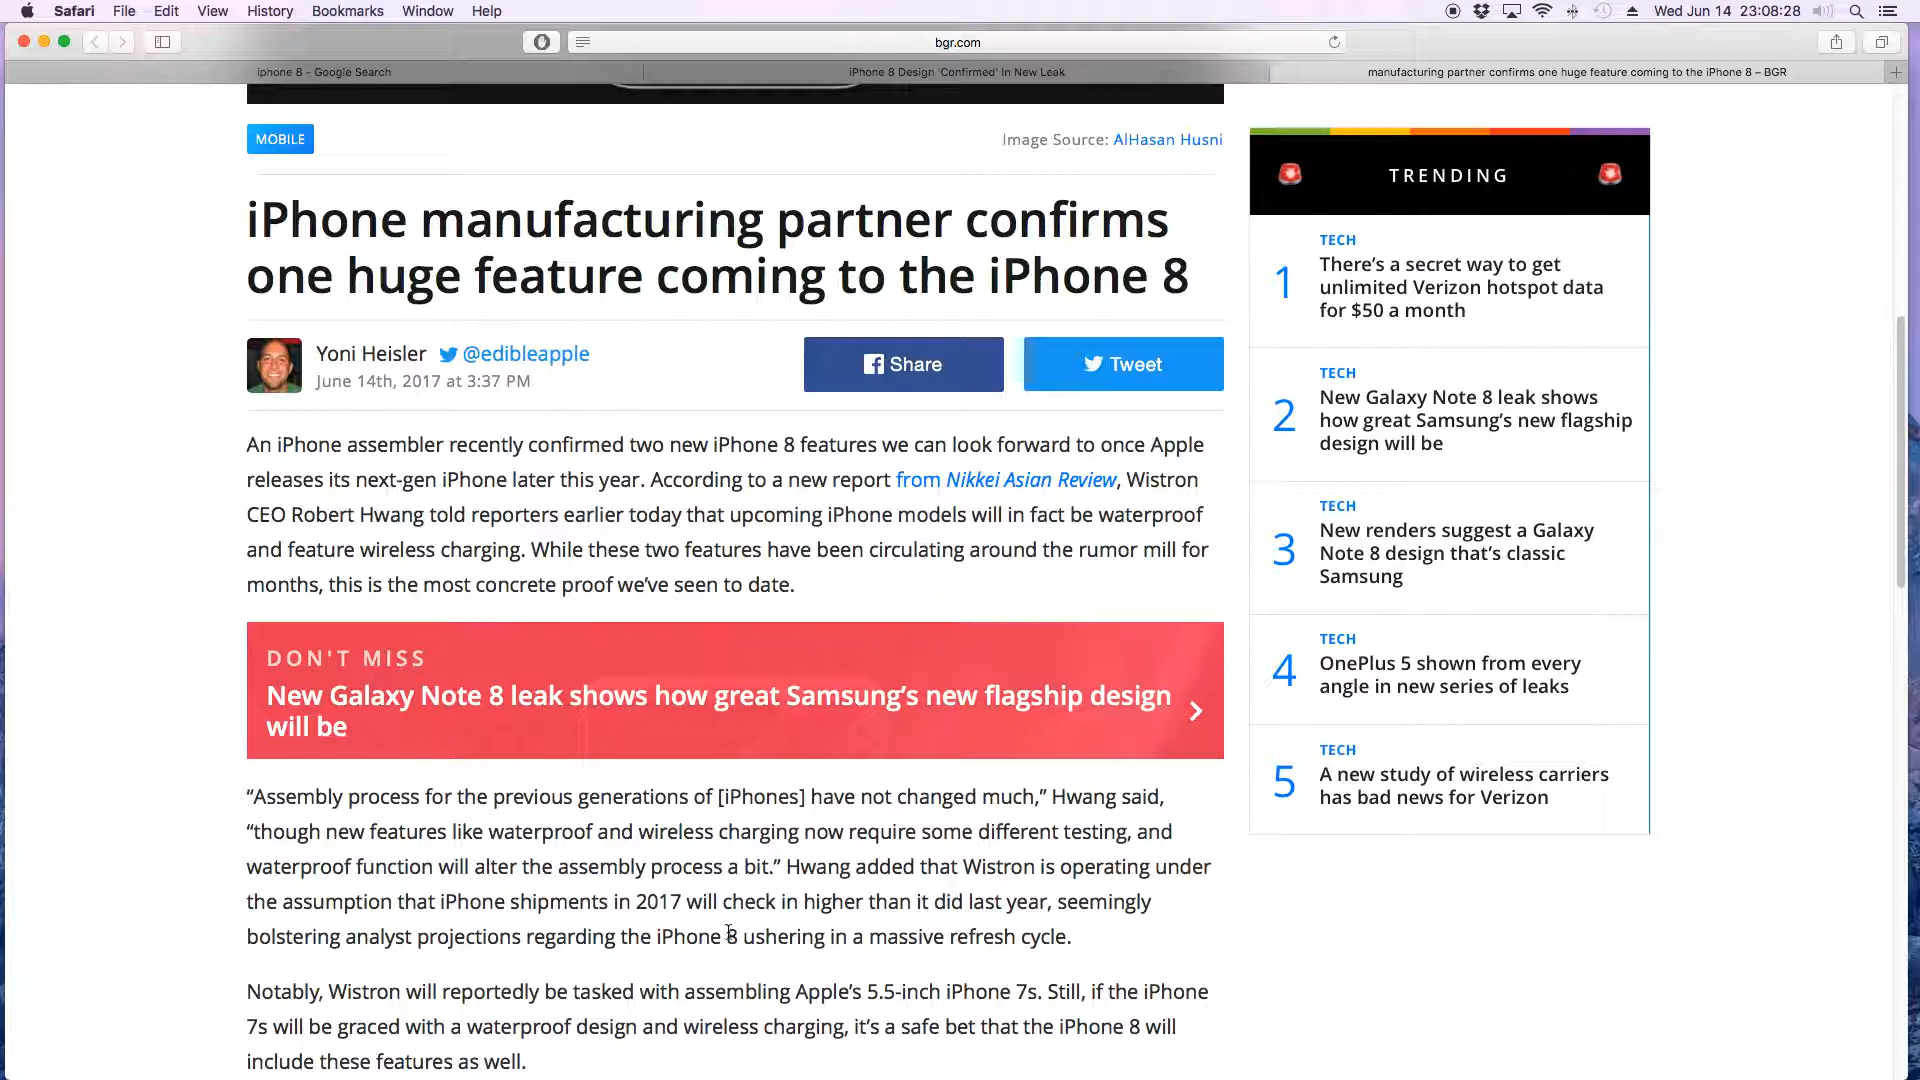 Safari File Edit View History Bookmarks Window Help Wed Jun 14 23:08:28
bgr.com
iphone 8 - Google Search
iPhone 8 Design 'Confirmed' In New Leak
manufacturing partner confirms one huge feature coming to the iPhone 8 – BGR
MOBILE
Image Source: AlHasan Husni
iPhone manufacturing partner confirms
one huge feature coming to the iPhone 8
Yoni Heisler @edibleapple
June 14th, 2017 at 3:37 PM
Share
Tweet
An iPhone assembler recently confirmed two new iPhone 8 features we can look forward to once Apple
releases its next-gen iPhone later this year. According to a new report from Nikkei Asian Review, Wistron
CEO Robert Hwang told reporters earlier today that upcoming iPhone models will in fact be waterproof
and feature wireless charging. While these two features have been circulating around the rumor mill for
months, this is the most concrete proof we’ve seen to date.
DON'T MISS
New Galaxy Note 8 leak shows how great Samsung’s new flagship design
will be
“Assembly process for the previous generations of [iPhones] have not changed much,” Hwang said,
“though new features like waterproof and wireless charging now require some different testing, and
waterproof function will alter the assembly process a bit.” Hwang added that Wistron is operating under
the assumption that iPhone shipments in 2017 will check in higher than it did last year, seemingly
bolstering analyst projections regarding the iPhone 8 ushering in a massive refresh cycle.
Notably, Wistron will reportedly be tasked with assembling Apple’s 5.5-inch iPhone 7s. Still, if the iPhone
7s will be graced with a waterproof design and wireless charging, it’s a safe bet that the iPhone 8 will
include these features as well.
TRENDING
1
TECH
There’s a secret way to get
unlimited Verizon hotspot data
for $50 a month
2
TECH
New Galaxy Note 8 leak shows
how great Samsung’s new flagship
design will be
3
TECH
New renders suggest a Galaxy
Note 8 design that’s classic
Samsung
4
TECH
OnePlus 5 shown from every
angle in new series of leaks
5
TECH
A new study of wireless carriers
has bad news for Verizon